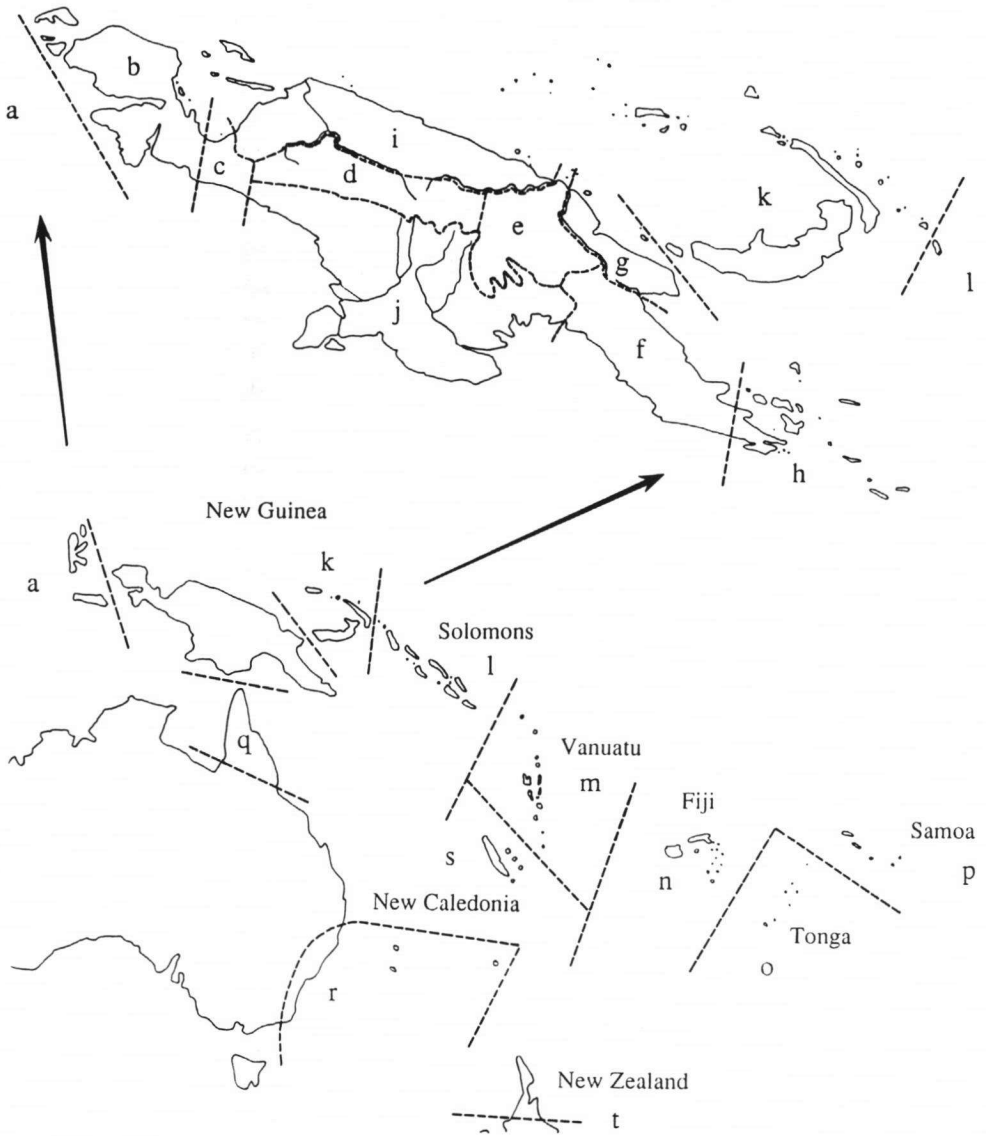 b
a
i
c
d
k
e
g
l
j
f
h
New Guinea
k
a
Solomons
l
q
Vanuatu
m
Fiji
Samoa
s
n
p
New Caledonia
Tonga
o
r
New Zealand
t